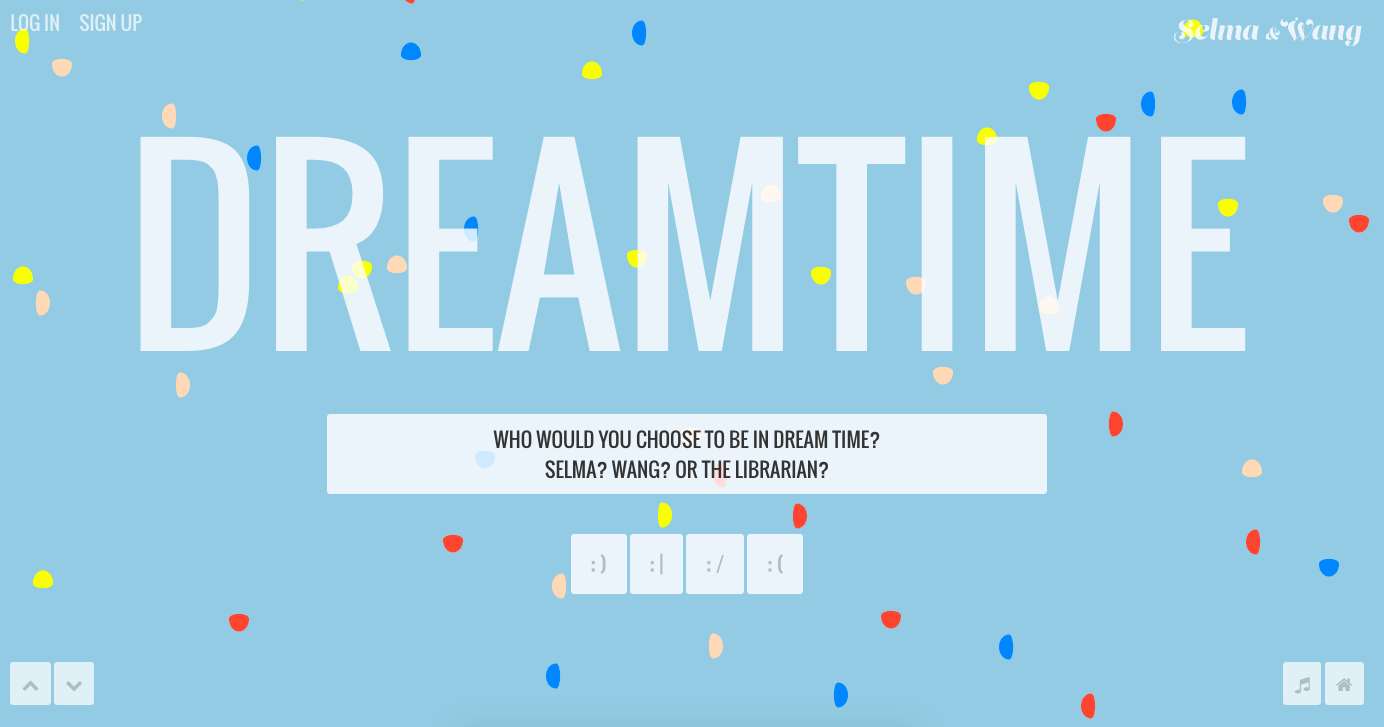 LOG IN SIGN UP
Selma & Wang
DREAMTIME
WHO WOULD YOU CHOOSE TO BE IN DREAM TIME?
SELMA? WANG? OR THE LIBRARIAN?
:) :| :/ :(